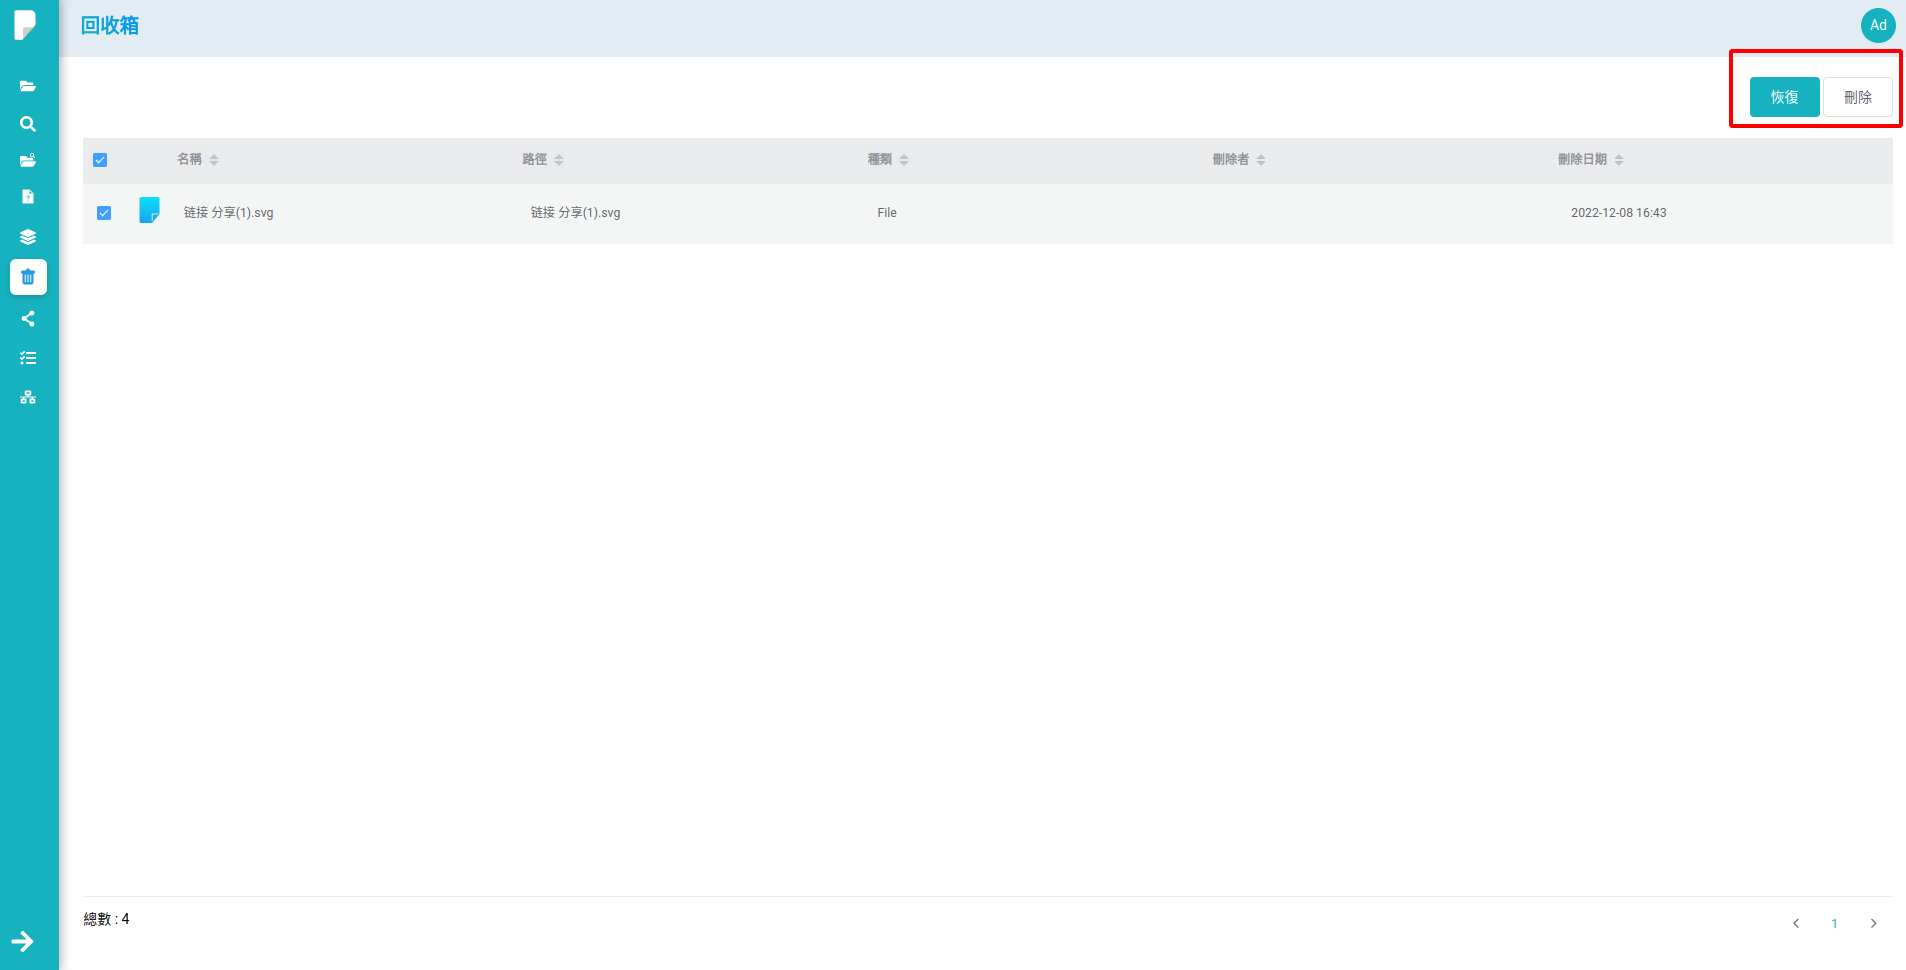 回收箱
Ad
恢復 刪除
名稱 路徑 種類 刪除者 刪除日期
链接 分享(1).svg 链接 分享(1).svg File 2022-12-08 16:43
總數 : 4
1